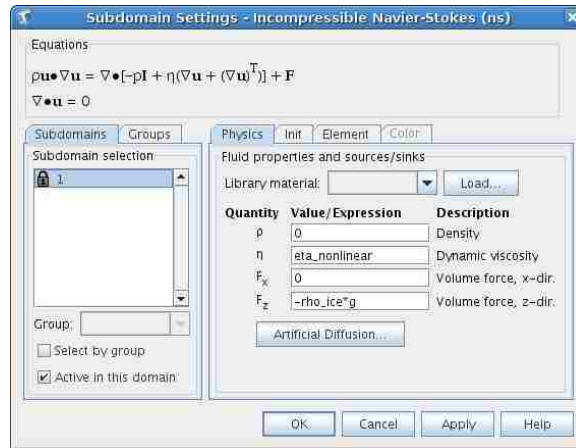 Subdomain Settings - Incompressible Navier-Stokes (ns)
Equations
ρu•∇u = ∇•[-pI + η(∇u + (∇u)ᵀ)] + F
∇•u = 0
Subdomains Groups
Physics Init Element Color
Subdomain selection
1
Group:
Select by group
Active in this domain
Fluid properties and sources/sinks
Library material: Load...
Quantity Value/Expression Description
ρ 0 Density
η eta_nonlinear Dynamic viscosity
Fₓ 0 Volume force, x-dir.
F_z -rho_ice*g Volume force, z-dir.
Artificial Diffusion...
OK Cancel Apply Help